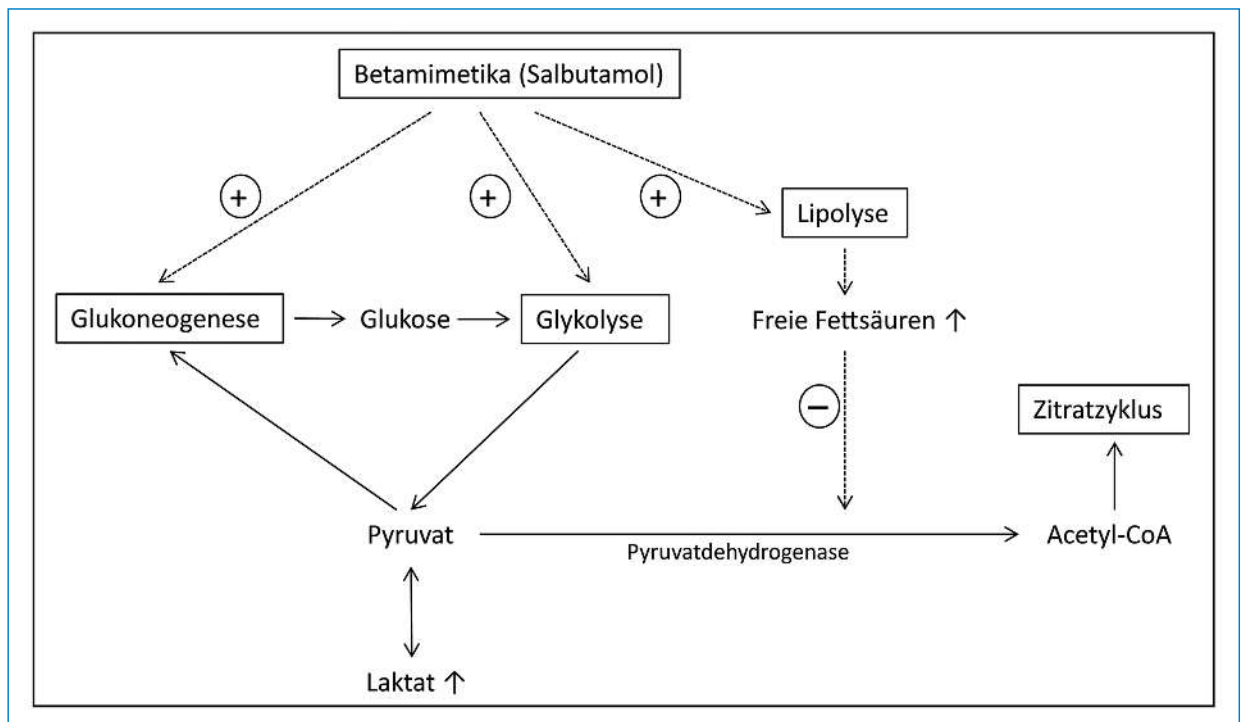 Betamimetika (Salbutamol)
+
+
+
Lipolyse
Glukoneogenese
Glukose
Glykolyse
Freie Fettsäuren ↑
−
Zitratzyklus
Pyruvat
Pyruvatdehydrogenase
Acetyl-CoA
Laktat ↑